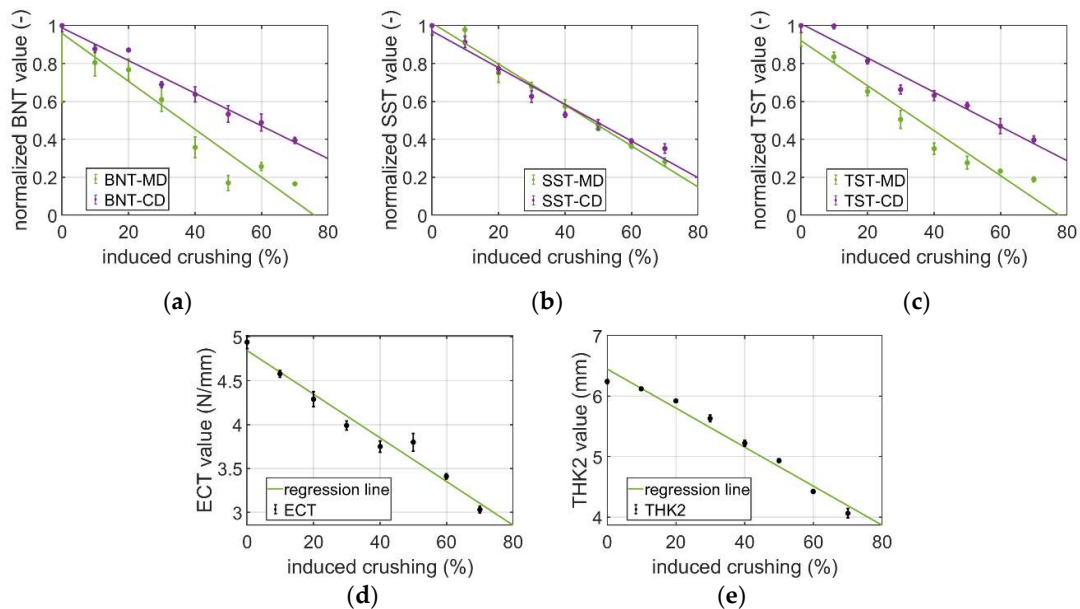 normalized BNT value (-)
1
0.8
0.6
0.4
0.2
0
BNT-MD
BNT-CD
0 20 40 60 80
induced crushing (%)
(a)
normalized SST value (-)
1
0.8
0.6
0.4
0.2
0
SST-MD
SST-CD
0 20 40 60 80
induced crushing (%)
(b)
normalized TST value (-)
1
0.8
0.6
0.4
0.2
0
TST-MD
TST-CD
0 20 40 60 80
induced crushing (%)
(c)
ECT value (N/mm)
5
4.5
4
3.5
3
regression line
ECT
0 20 40 60 80
induced crushing (%)
(d)
THK2 value (mm)
7
6
5
4
regression line
THK2
0 20 40 60 80
induced crushing (%)
(e)